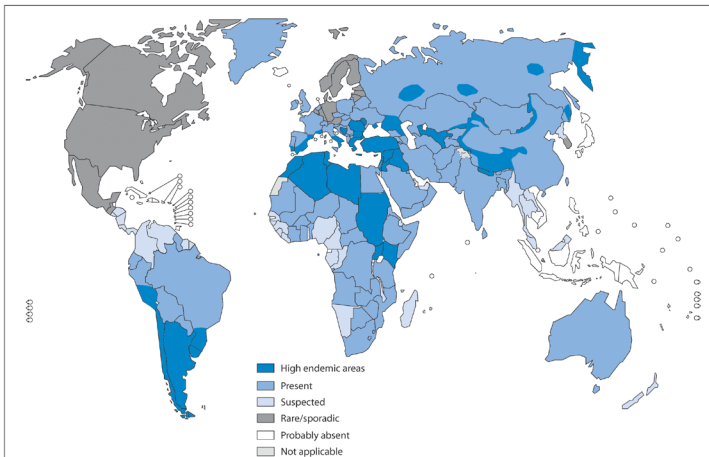 High endemic areas
Present
Suspected
Rare/sporadic
Probably absent
Not applicable